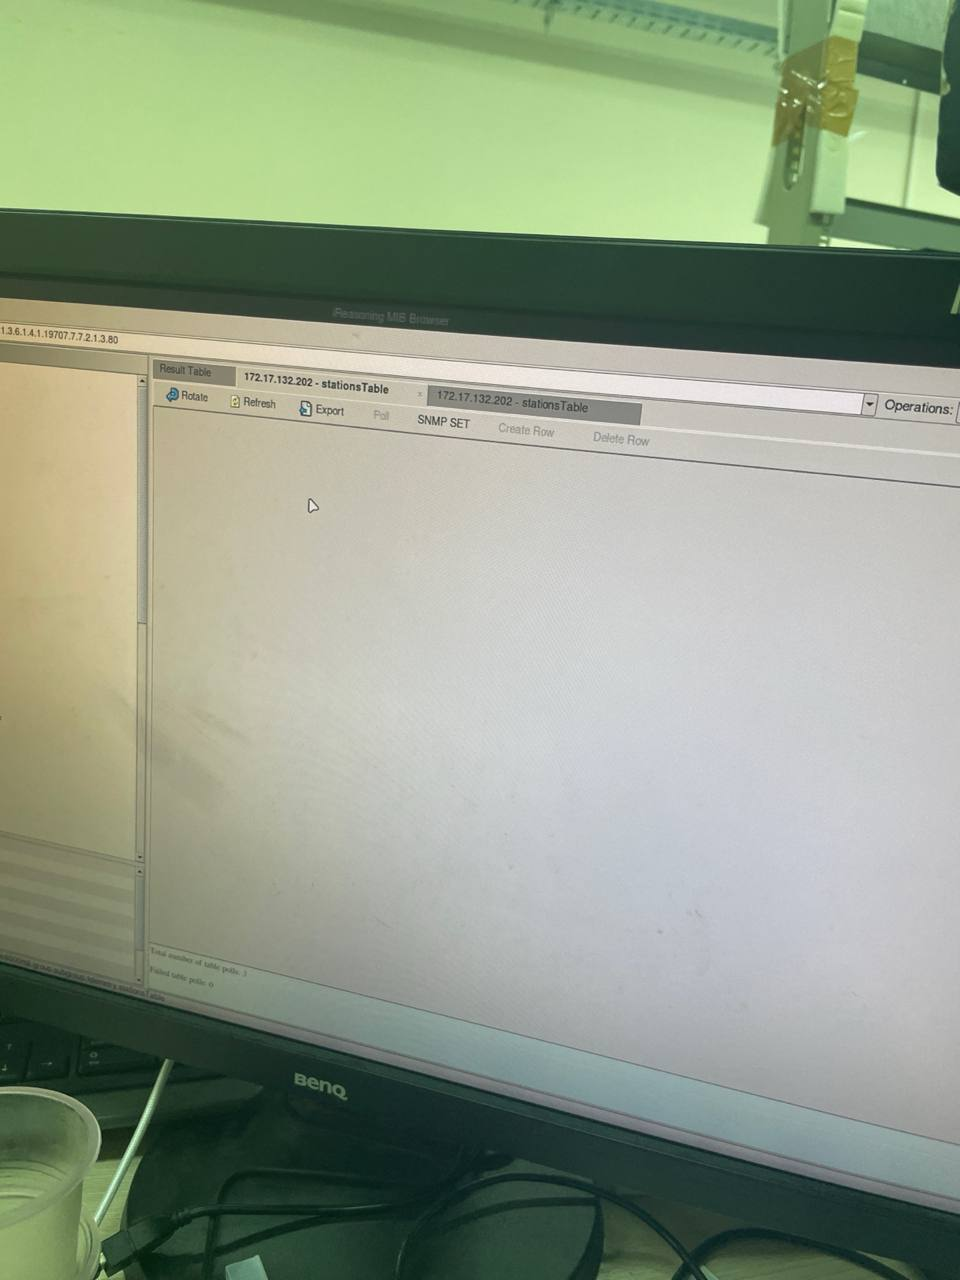 iReasoning MIB Browser
1.3.6.1.4.1.19707.7.7.2.1.3.80
Operations:
Result Table
172.17.132.202 - stationsTable
172.17.132.202 - stationsTable
Rotate
Refresh
Export
Poll
SNMP SET
Create Row
Delete Row
Total number of table polls: 3
Failed table polls: 0
stationsTable
BenQ